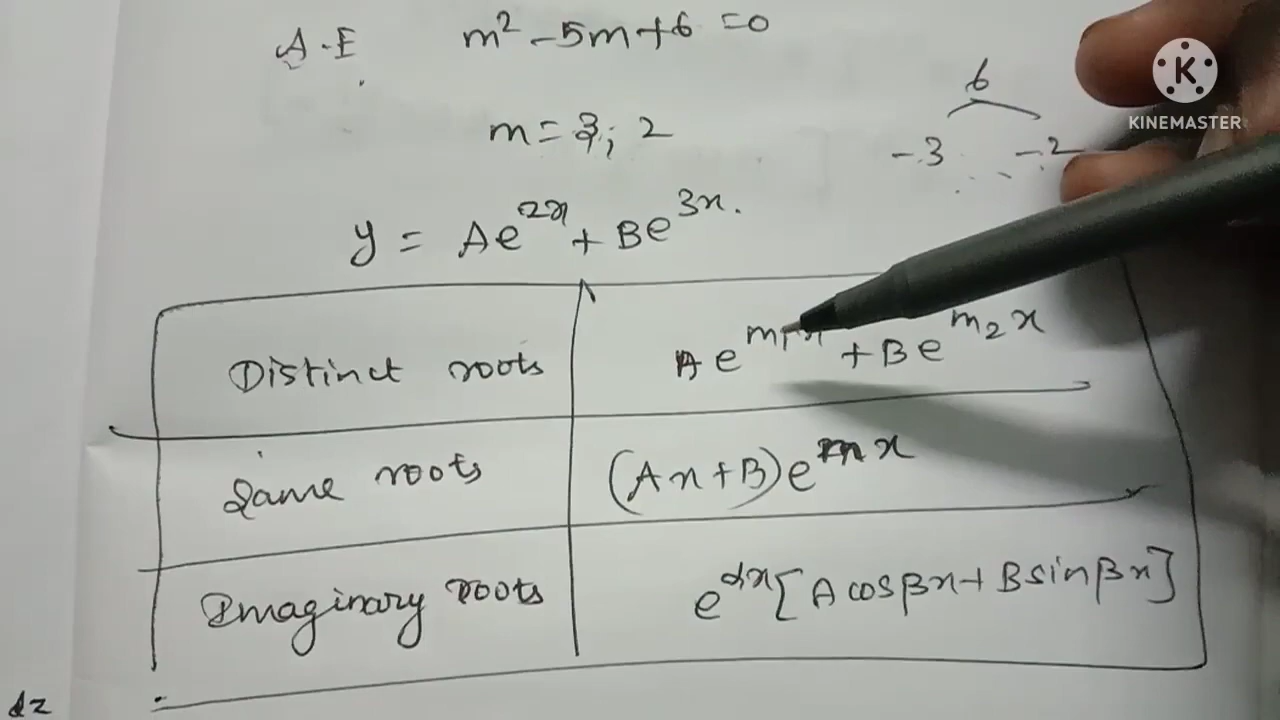 A.E m² - 5m + 6 = 0
6
KINEMASTER
-3 -2
m = 3; 2
y = Ae^{2x} + Be^{3x}.
Distinct roots Ae^{m₁x} + Be^{m₂x}
Same roots (Ax+B)e^{mx}
Imaginary roots e^{αx}[A cosβx + B sinβx]
dz